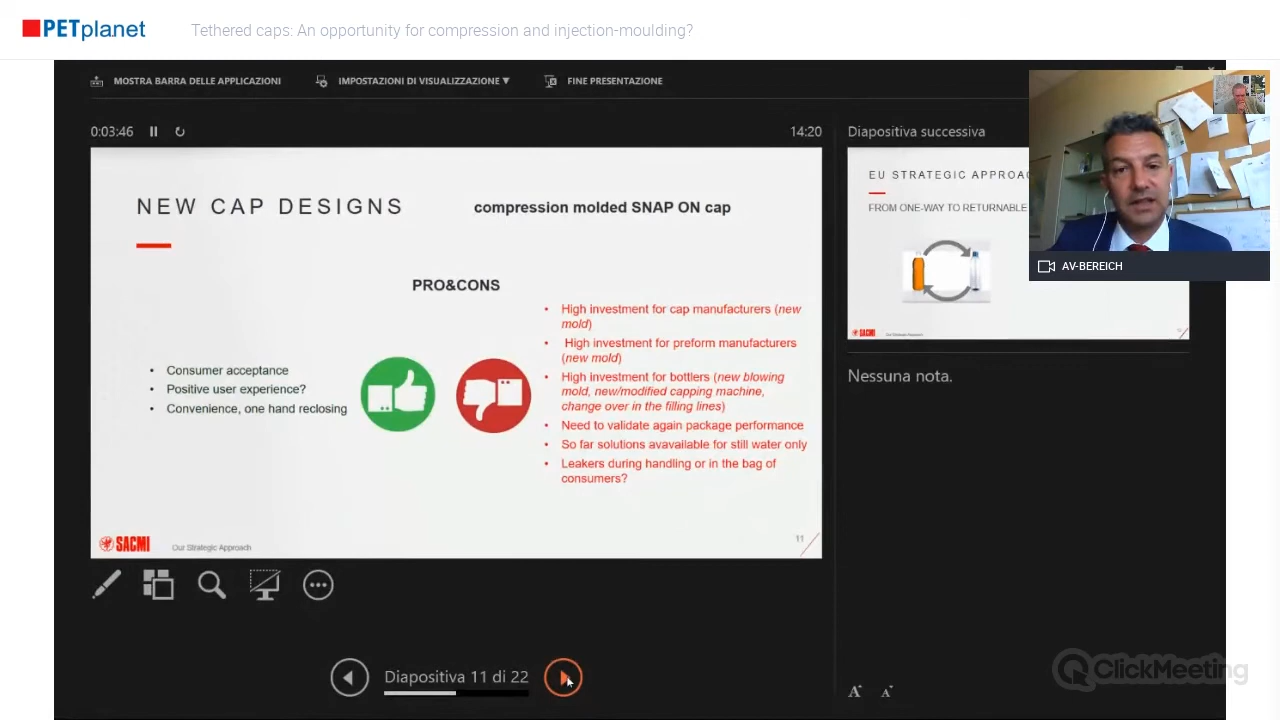 PETplanet
Tethered caps: An opportunity for compression and injection-moulding?
MOSTRA BARRA DELLE APPLICAZIONI
IMPOSTAZIONI DI VISUALIZZAZIONE ▼
FINE PRESENTAZIONE
0:03:46
14:20
Diapositiva successiva
NEW CAP DESIGNS
compression molded SNAP ON cap
PRO&CONS
• Consumer acceptance
• Positive user experience?
• Convenience, one hand reclosing
• High investment for cap manufacturers (new
mold)
• High investment for preform manufacturers
(new mold)
• High investment for bottlers (new blowing
mold, new/modified capping machine,
change over in the filling lines)
• Need to validate again package performance
• So far solutions avavailable for still water only
• Leakers during handling or in the bag of
consumers?
SACMI
Our Strategic Approach
11
EU STRATEGIC APPROAC
FROM ONE-WAY TO RETURNABLE
SACMI
AV-BEREICH
Nessuna nota.
Diapositiva 11 di 22
A
A
ClickMeeting